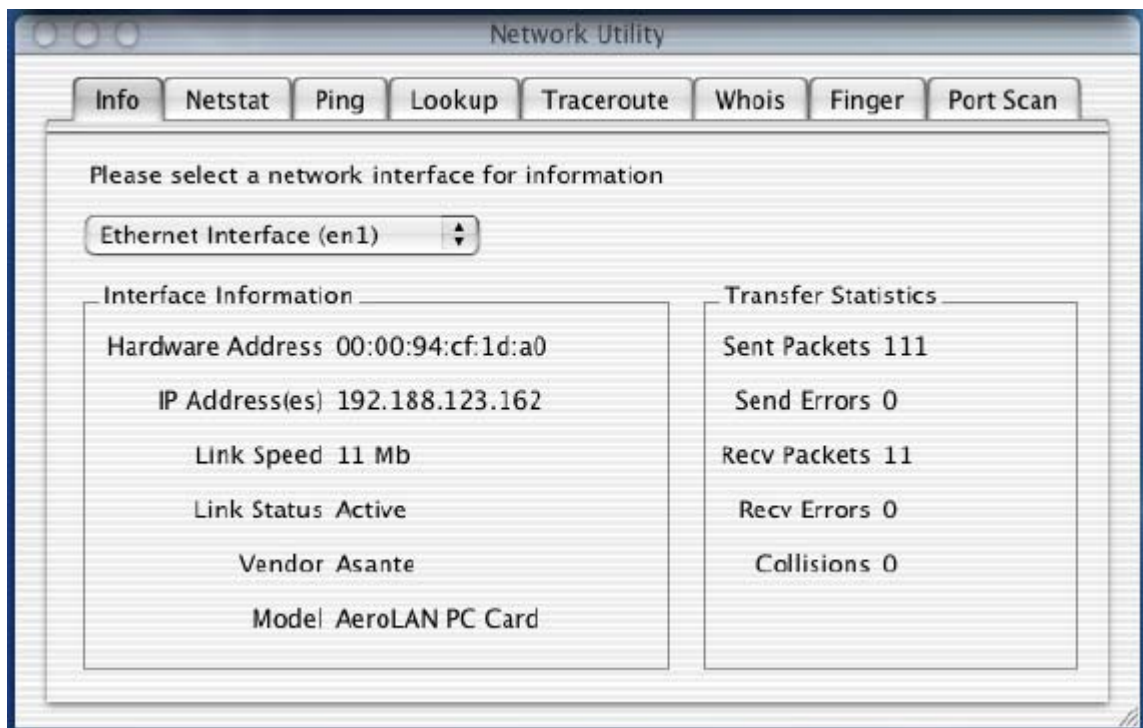 Network Utility
Info Netstat Ping Lookup Traceroute Whois Finger Port Scan
Please select a network interface for information
Ethernet Interface (en1)
Interface Information
Hardware Address 00:00:94:cf:1d:a0
IP Address(es) 192.188.123.162
Link Speed 11 Mb
Link Status Active
Vendor Asante
Model AeroLAN PC Card
Transfer Statistics
Sent Packets 111
Send Errors 0
Recv Packets 11
Recv Errors 0
Collisions 0